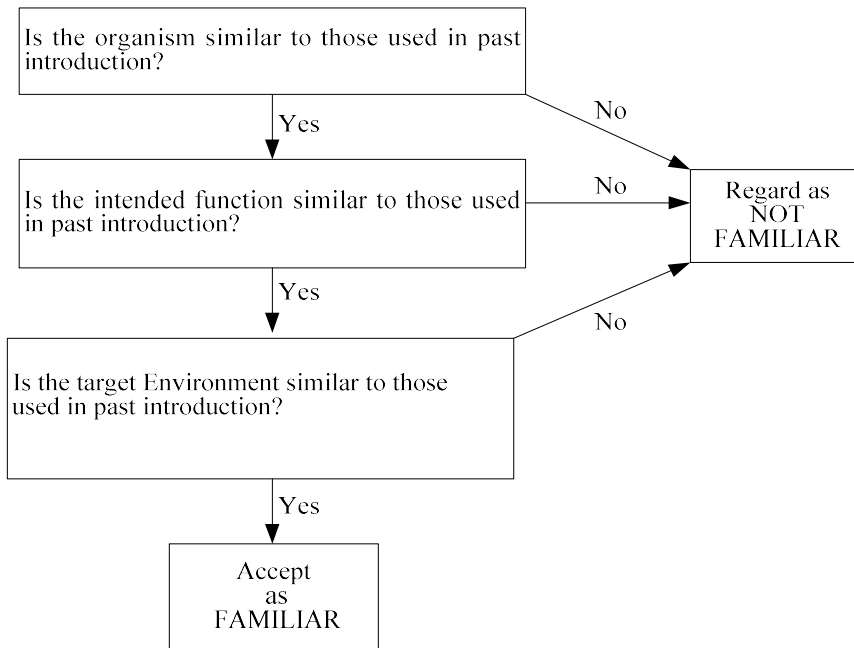 Is the organism similar to those used in past
introduction?
No
Yes
Is the intended function similar to those used
in past introduction?
No
Regard as
NOT
FAMILIAR
Yes
No
Is the target Environment similar to those
used in past introduction?
Yes
Accept
as
FAMILIAR